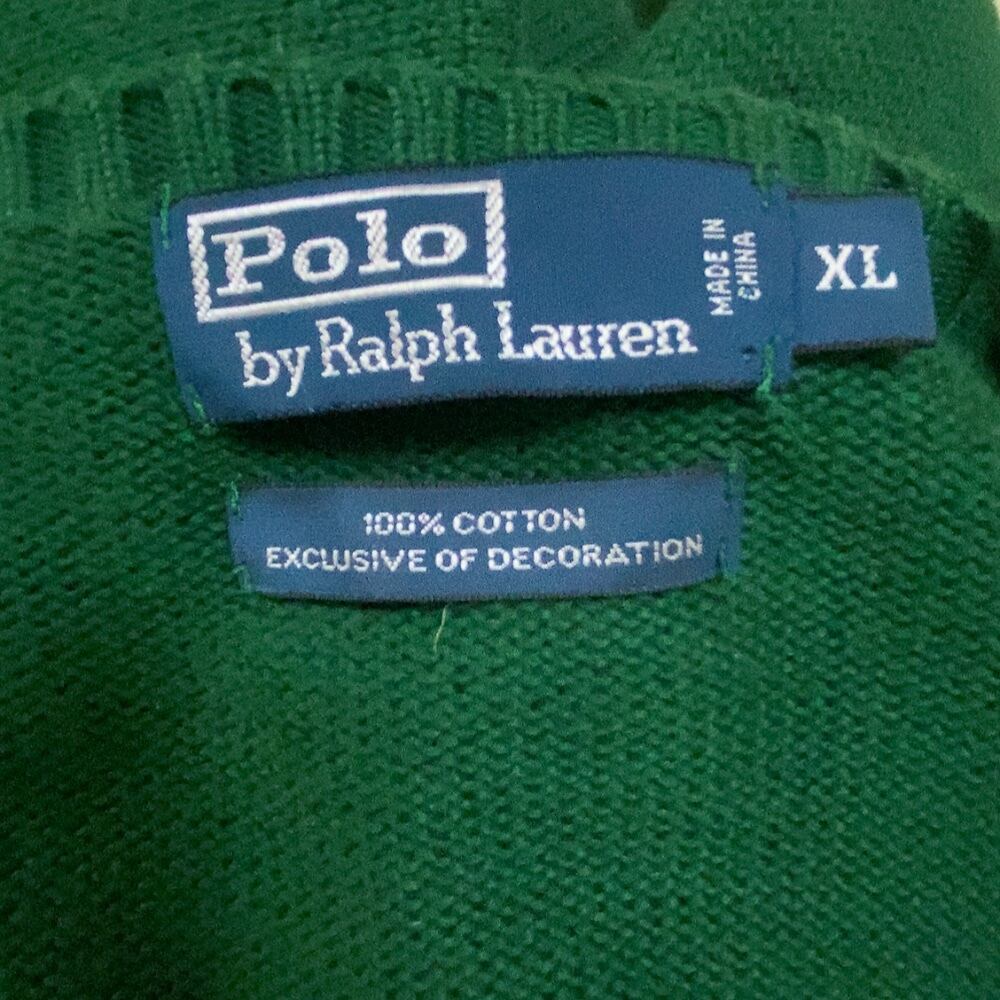 Polo
by Ralph Lauren
MADE IN
CHINA
XL
100% COTTON
EXCLUSIVE OF DECORATION